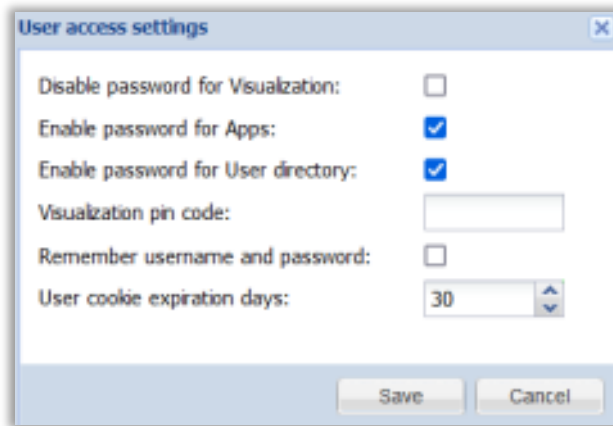 User access settings
Disable password for Visualization:
Enable password for Apps:
Enable password for User directory:
Visualization pin code:
Remember username and password:
User cookie expiration days: 30
Save Cancel